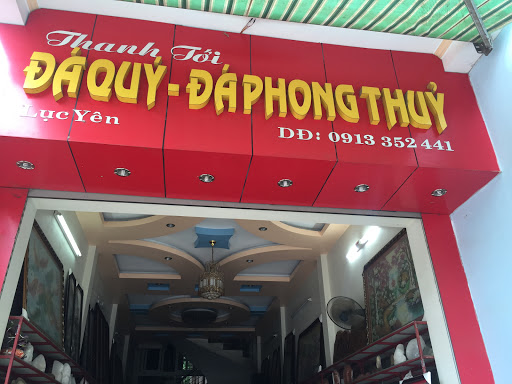 Thanh Tới
ĐÁ QUÝ - ĐÁ PHONG THUỶ
Lục Yên
DĐ: 0913 352 441